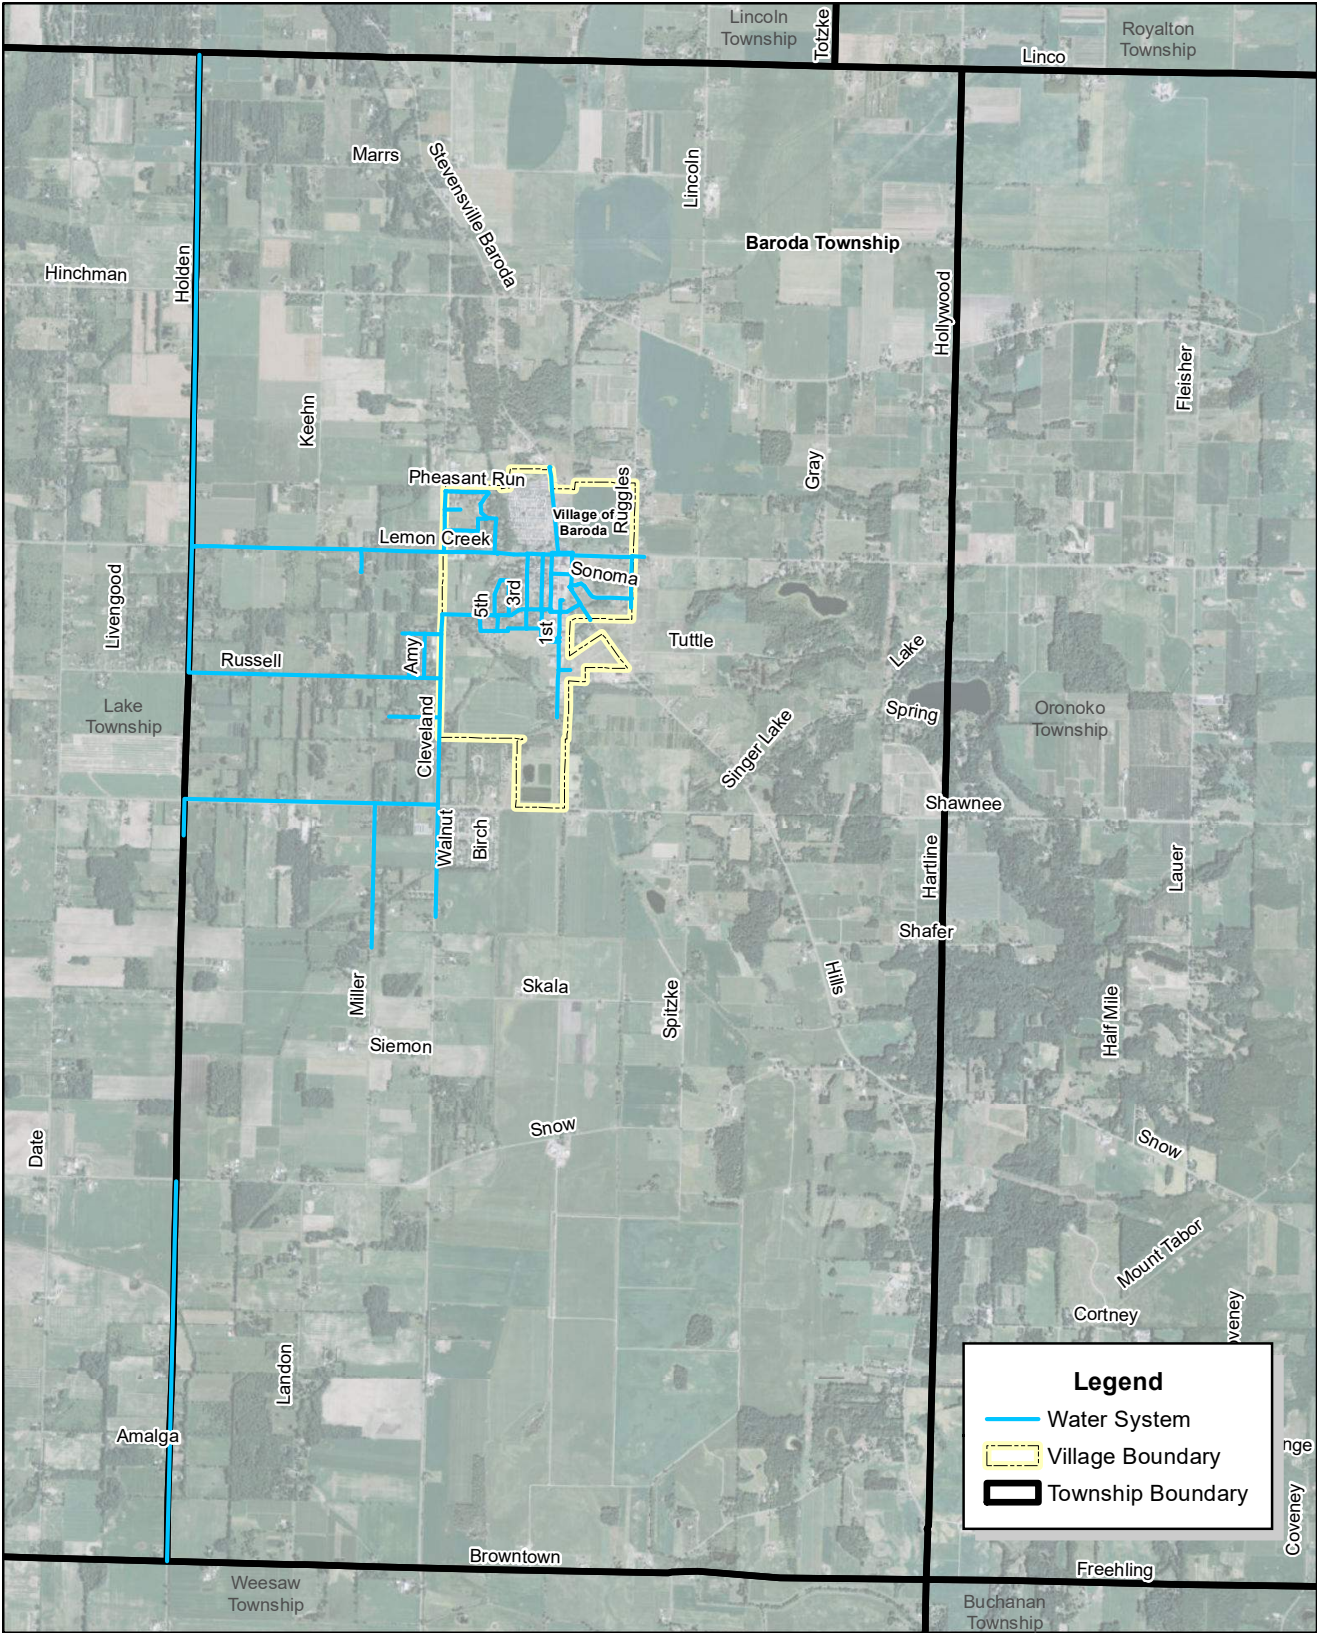 Lincoln
Township
Totzke
Royalton
Township
Linco
Marrs
Stevensville Baroda
Lincoln
Baroda Township
Hinchman
Holden
Hollywood
Fleisher
Keehn
Gray
Pheasant Run
Ruggles
Village of
Baroda
Lemon Creek
Sonoma
Livengood
5th
3rd
1st
Tuttle
Amy
Russell
Lake
Lake
Township
Cleveland
Spring
Oronoko
Township
Singer Lake
Shawnee
Walnut
Birch
Hartline
Lauer
Shafer
Miller
Skala
Spitzke
Hills
Half Mile
Siemon
Date
Snow
Snow
Mount Tabor
Cortney
veney
Landon
Legend
Water System
Village Boundary
Township Boundary
Amalga
nge
Coveney
Browntown
Freehling
Weesaw
Township
Buchanan
Township